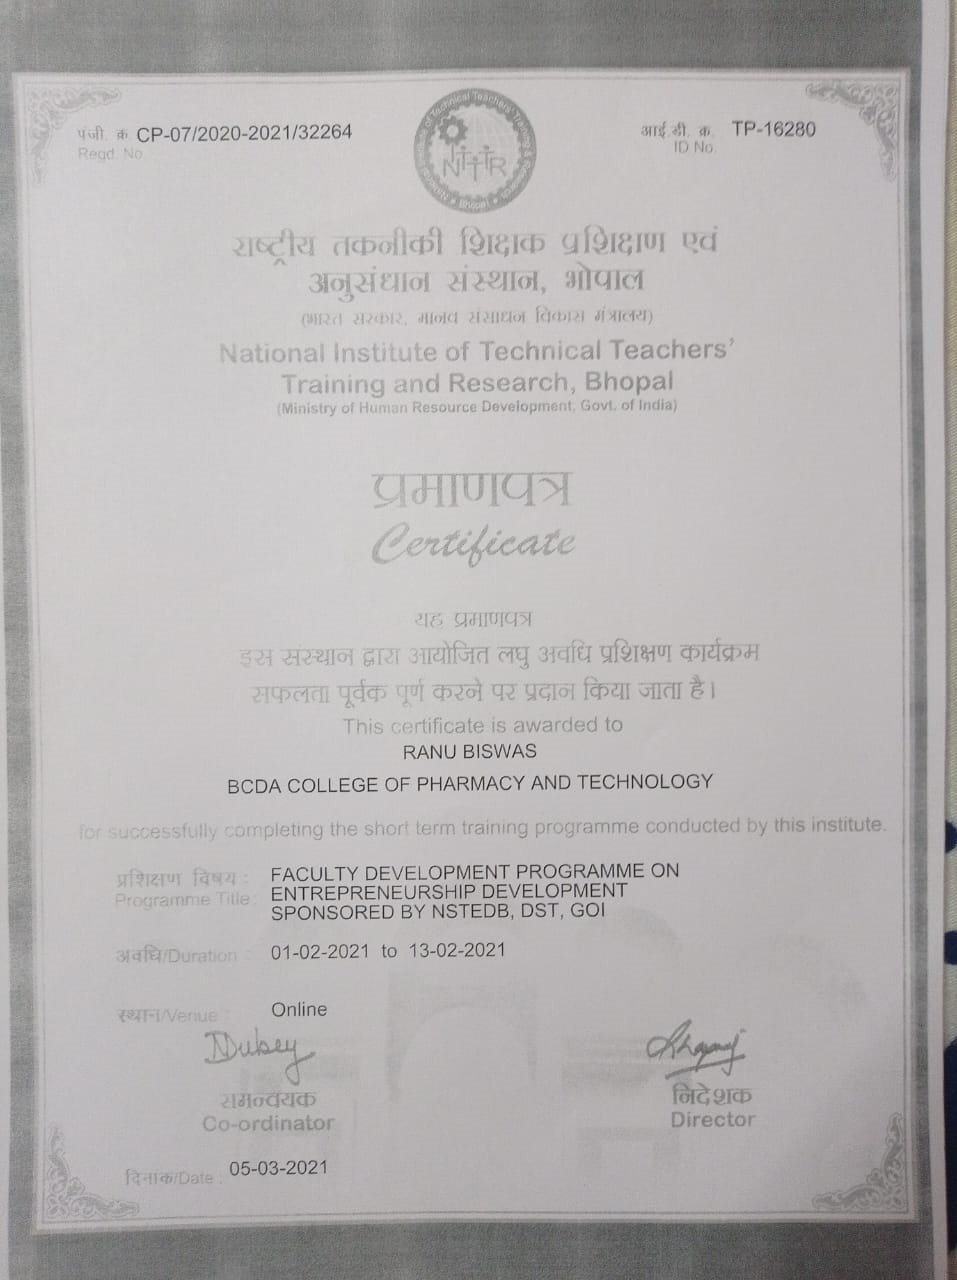 पंजी. क्र. CP-07/2020-2021/32264
Regd. No.
आई.डी. क्र. TP-16280
ID No.
NITTTR
Bhopal
राष्ट्रीय तकनीकी शिक्षक प्रशिक्षण एवं
अनुसंधान संस्थान, भोपाल
(भारत सरकार, मानव संसाधन विकास मंत्रालय)
National Institute of Technical Teachers'
Training and Research, Bhopal
(Ministry of Human Resource Development, Govt. of India)
प्रमाणपत्र
Certificate
यह प्रमाणपत्र
इस संस्थान द्वारा आयोजित लघु अवधि प्रशिक्षण कार्यक्रम
सफलता पूर्वक पूर्ण करने पर प्रदान किया जाता है।
This certificate is awarded to
RANU BISWAS
BCDA COLLEGE OF PHARMACY AND TECHNOLOGY
for successfully completing the short term training programme conducted by this institute.
प्रशिक्षण विषय : FACULTY DEVELOPMENT PROGRAMME ON
Programme Title : ENTREPRENEURSHIP DEVELOPMENT
SPONSORED BY NSTEDB, DST, GOI
अवधि/Duration : 01-02-2021 to 13-02-2021
स्थान/Venue : Online
Dubey
समन्वयक
Co-ordinator
निदेशक
Director
दिनांक/Date : 05-03-2021